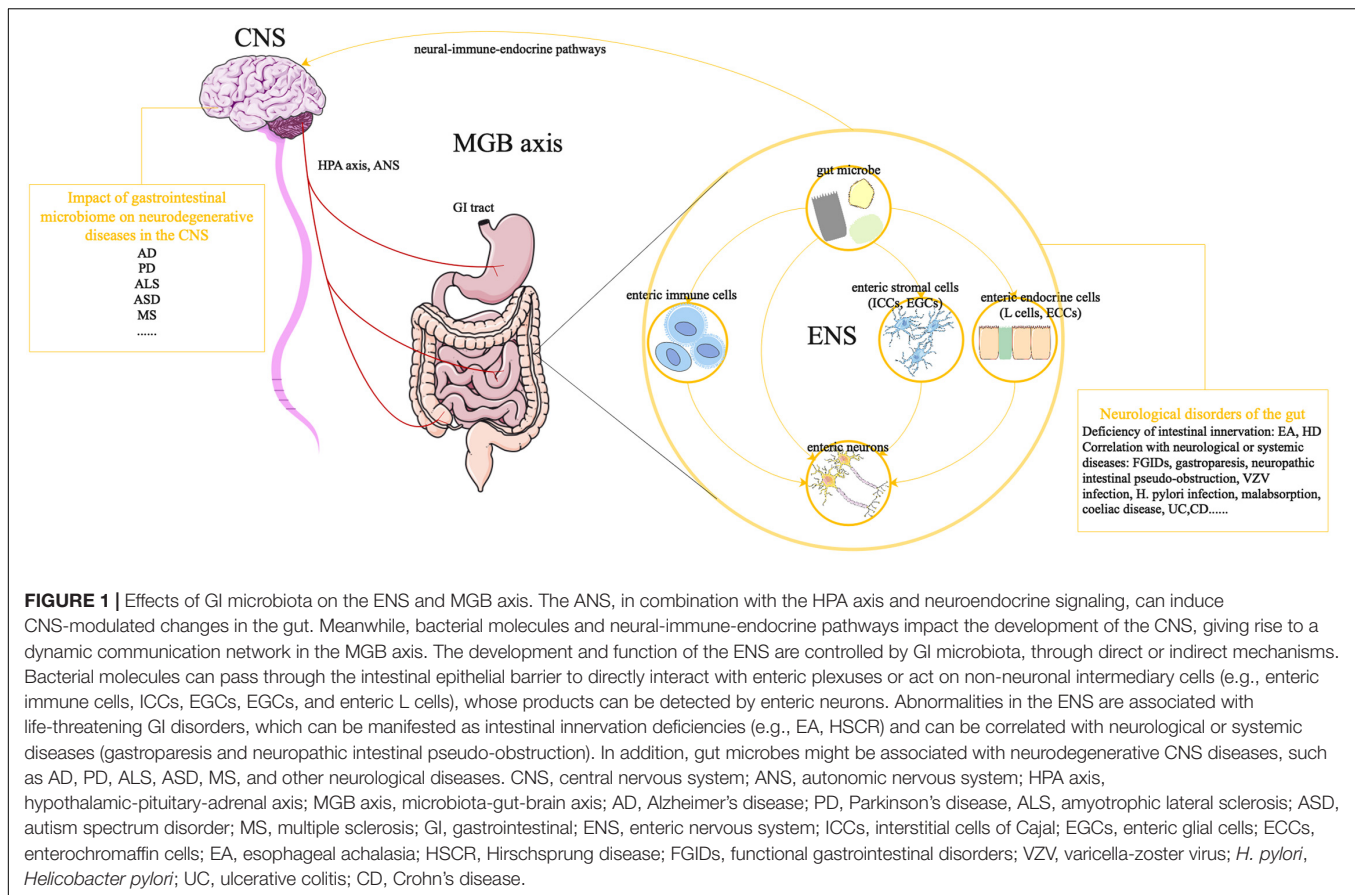 CNS
neural-immune-endocrine pathways
MGB axis
HPA axis, ANS
GI tract
Impact of gastrointestinal
microbiome on neurodegenerative
diseases in the CNS
AD
PD
ALS
ASD
MS
......
gut microbe
enteric immune cells
enteric stromal cells
(ICCs, EGCs)
enteric endocrine cells
(L cells, ECCs)
ENS
enteric neurons
Neurological disorders of the gut
Deficiency of intestinal innervation: EA, HD
Correlation with neurological or systemic
diseases: FGIDs, gastroparesis, neuropathic
intestinal pseudo-obstruction, VZV
infection, H. pylori infection, malabsorption,
coeliac disease, UC,CD......
FIGURE 1 | Effects of GI microbiota on the ENS and MGB axis. The ANS, in combination with the HPA axis and neuroendocrine signaling, can induce
CNS-modulated changes in the gut. Meanwhile, bacterial molecules and neural-immune-endocrine pathways impact the development of the CNS, giving rise to a
dynamic communication network in the MGB axis. The development and function of the ENS are controlled by GI microbiota, through direct or indirect mechanisms.
Bacterial molecules can pass through the intestinal epithelial barrier to directly interact with enteric plexuses or act on non-neuronal intermediary cells (e.g., enteric
immune cells, ICCs, EGCs, EGCs, and enteric L cells), whose products can be detected by enteric neurons. Abnormalities in the ENS are associated with
life-threatening GI disorders, which can be manifested as intestinal innervation deficiencies (e.g., EA, HSCR) and can be correlated with neurological or systemic
diseases (gastroparesis and neuropathic intestinal pseudo-obstruction). In addition, gut microbes might be associated with neurodegenerative CNS diseases, such
as AD, PD, ALS, ASD, MS, and other neurological diseases. CNS, central nervous system; ANS, autonomic nervous system; HPA axis,
hypothalamic-pituitary-adrenal axis; MGB axis, microbiota-gut-brain axis; AD, Alzheimer's disease; PD, Parkinson's disease, ALS, amyotrophic lateral sclerosis; ASD,
autism spectrum disorder; MS, multiple sclerosis; GI, gastrointestinal; ENS, enteric nervous system; ICCs, interstitial cells of Cajal; EGCs, enteric glial cells; ECCs,
enterochromaffin cells; EA, esophageal achalasia; HSCR, Hirschsprung disease; FGIDs, functional gastrointestinal disorders; VZV, varicella-zoster virus; H. pylori,
Helicobacter pylori; UC, ulcerative colitis; CD, Crohn's disease.